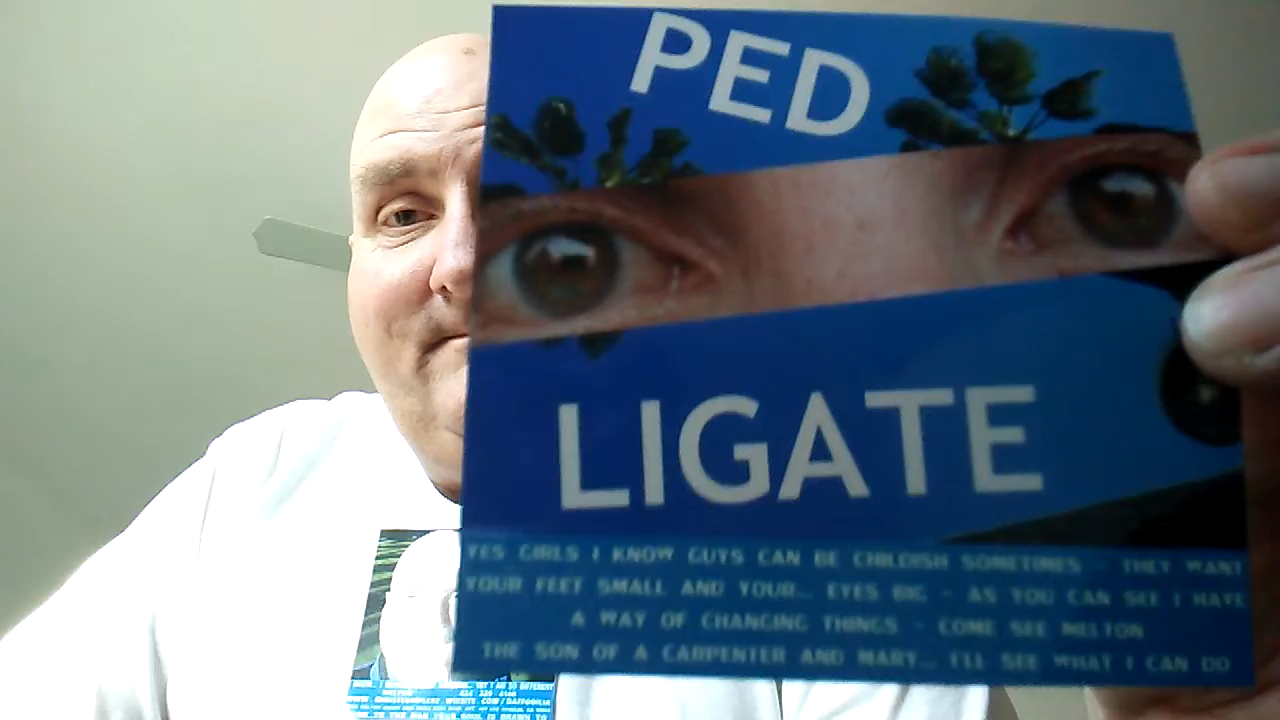 PED
LIGATE
YES GIRLS I KNOW GUYS CAN BE CHILDISH SOMETIMES - THEY WANT
YOUR FEET SMALL AND YOUR... EYES BIG - AS YOU CAN SEE I HAVE
A WAY OF CHANGING THINGS - COME SEE MELTON
THE SON OF A CARPENTER AND MARY... I'LL SEE WHAT I CAN DO
MELTON